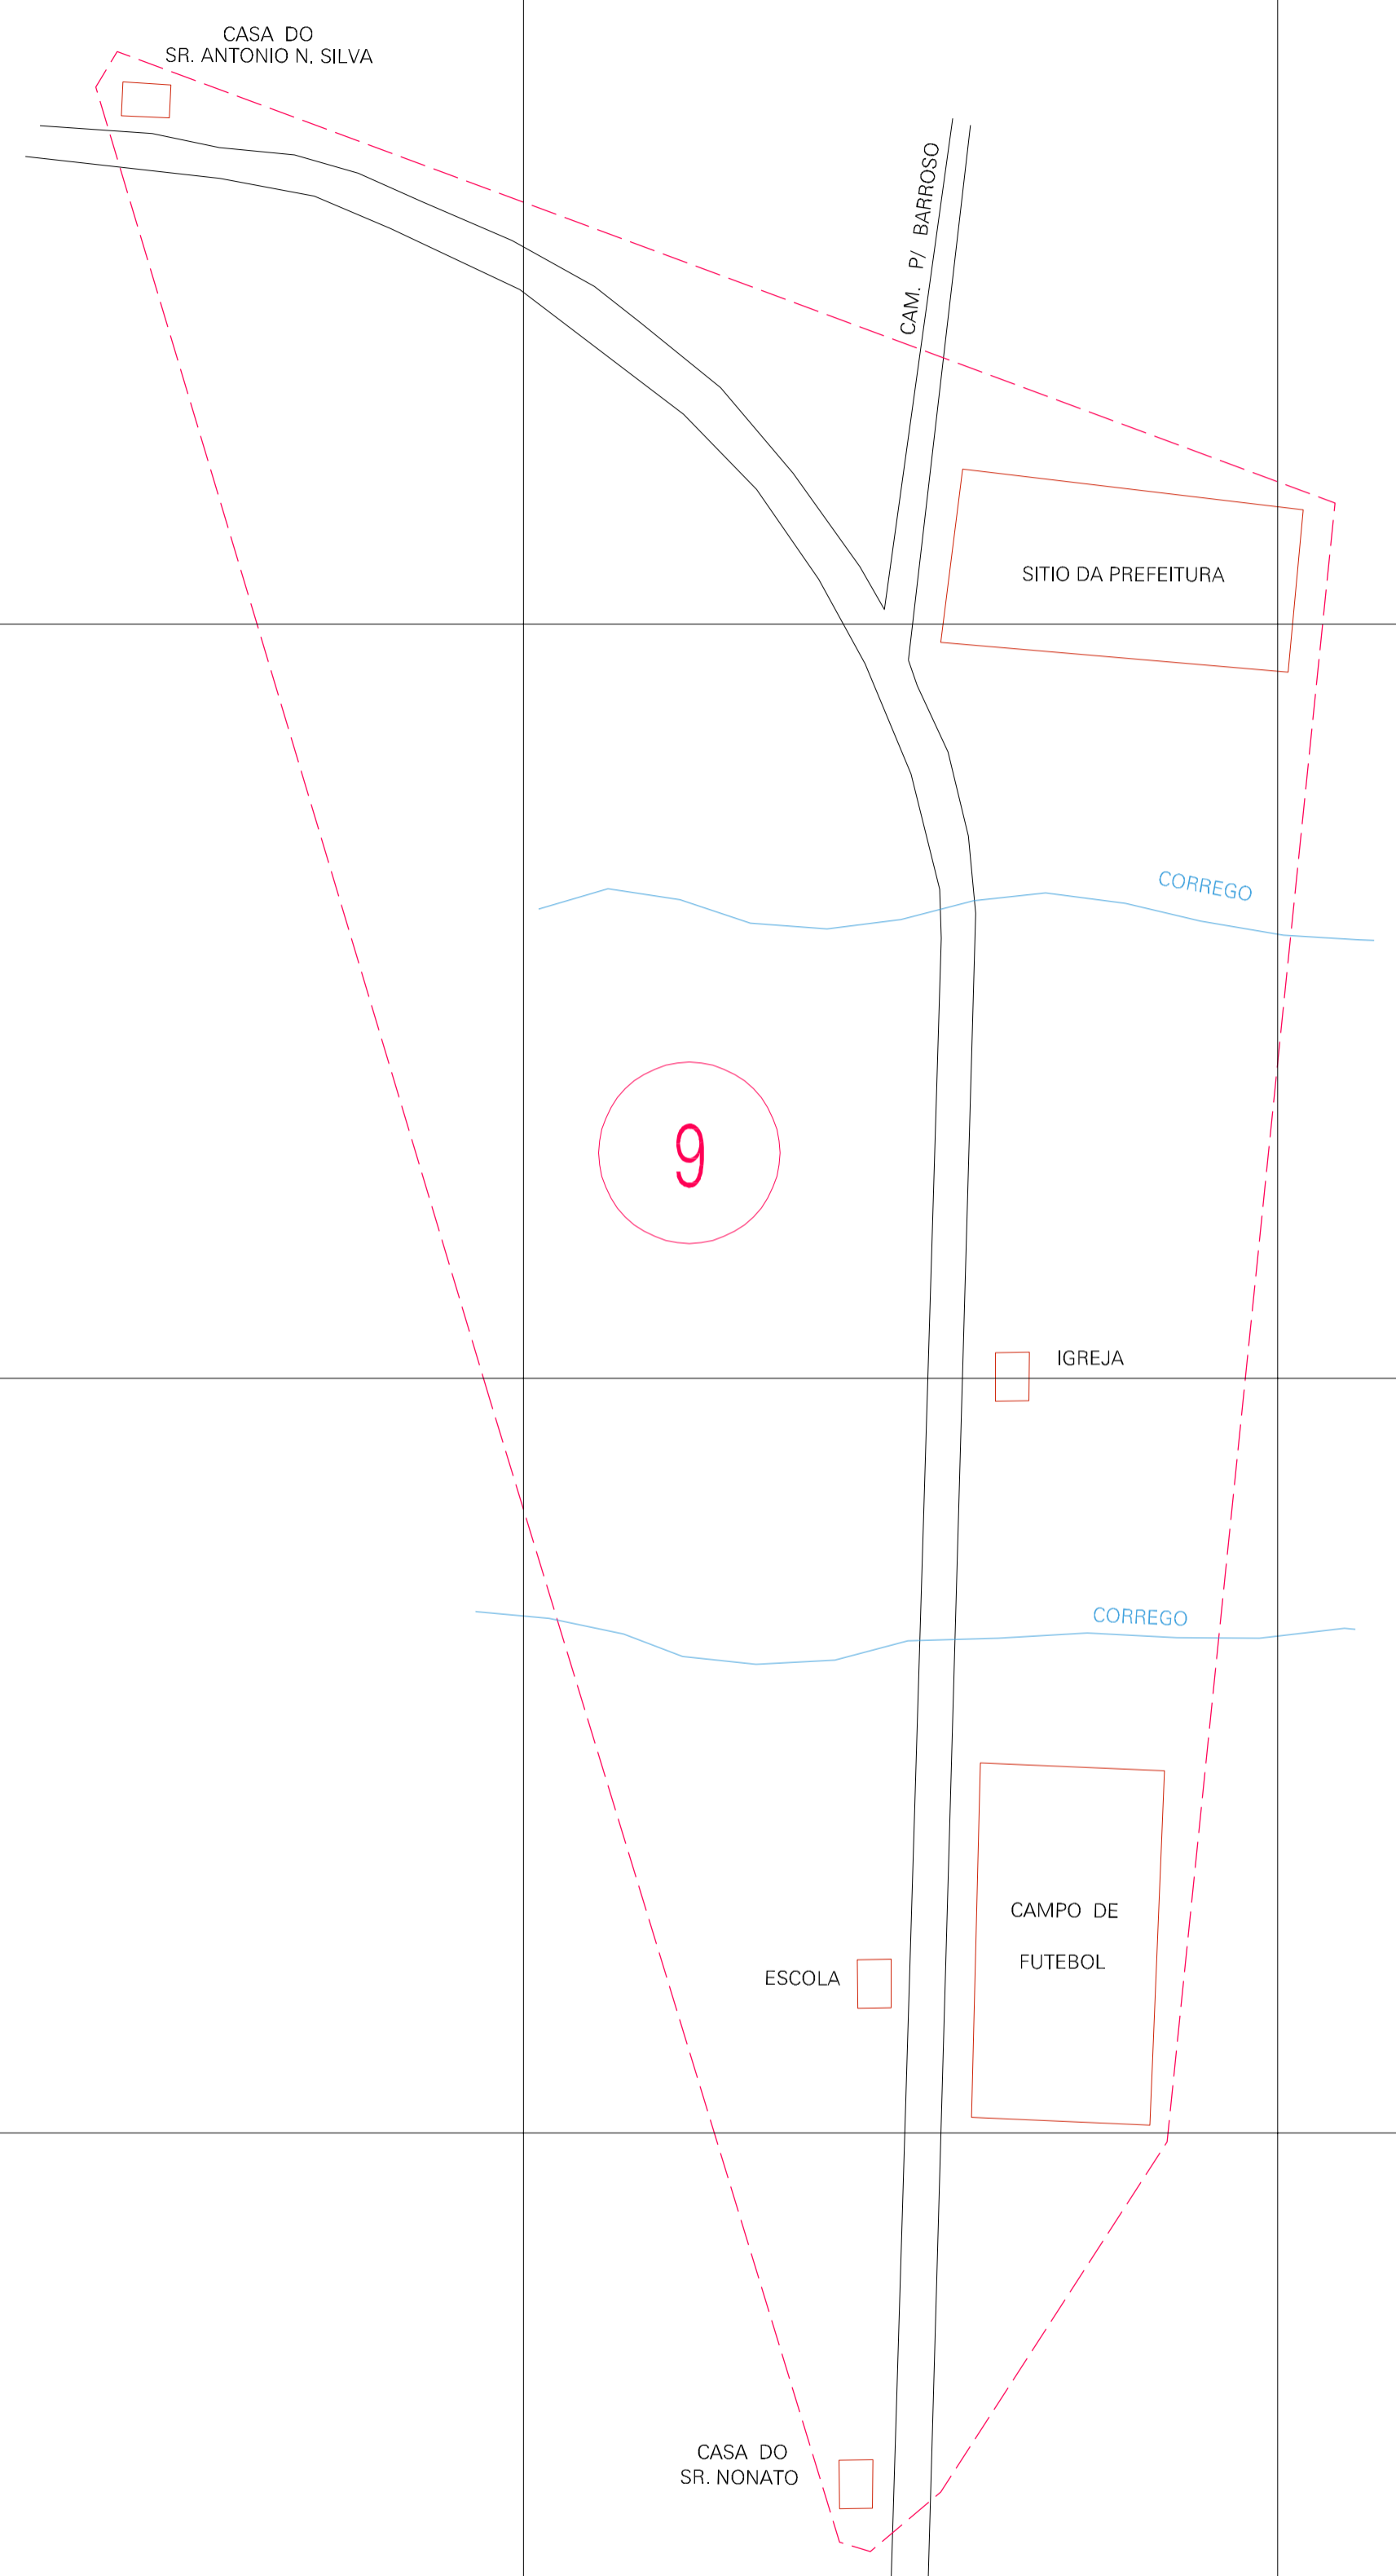 CASA DO
SR. ANTONIO N. SILVA
CAM. P/ BARROSO
SITIO DA PREFEITURA
CORREGO
9
IGREJA
CORREGO
CAMPO DE
FUTEBOL
ESCOLA
CASA DO
SR. NONATO